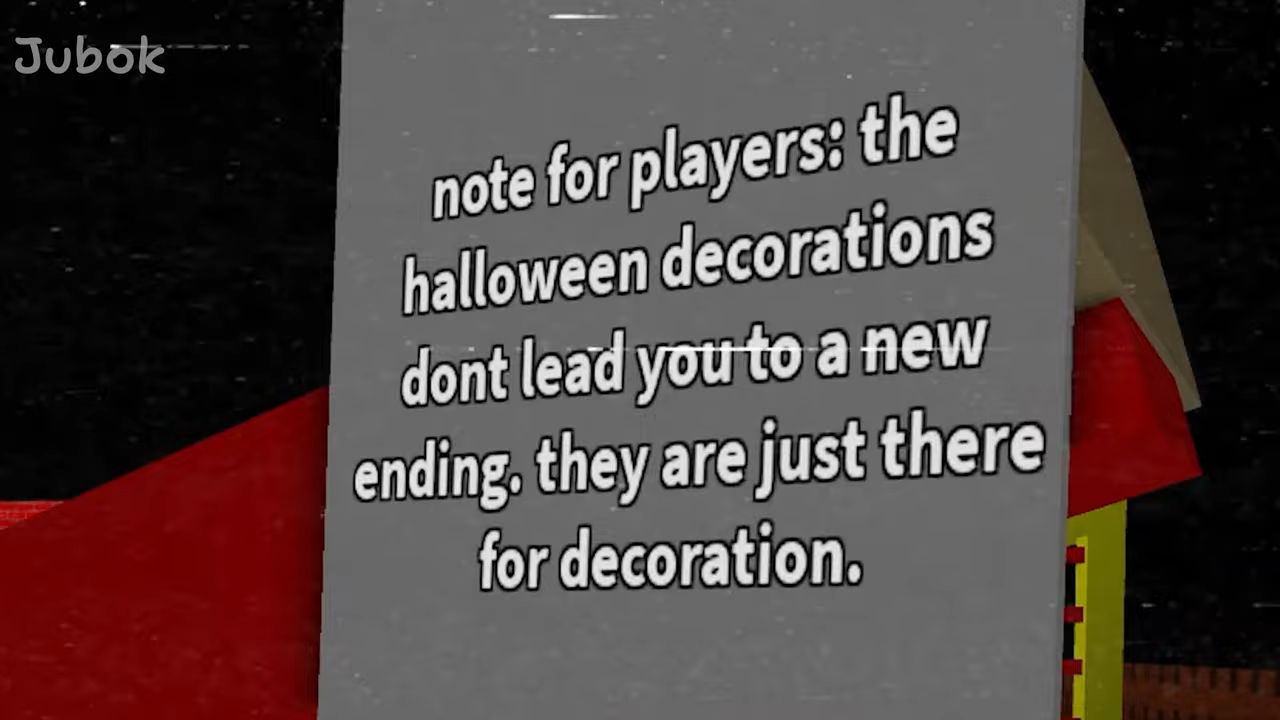 Jubok
note for players: the
halloween decorations
dont lead you to a new
ending. they are just there
for decoration.